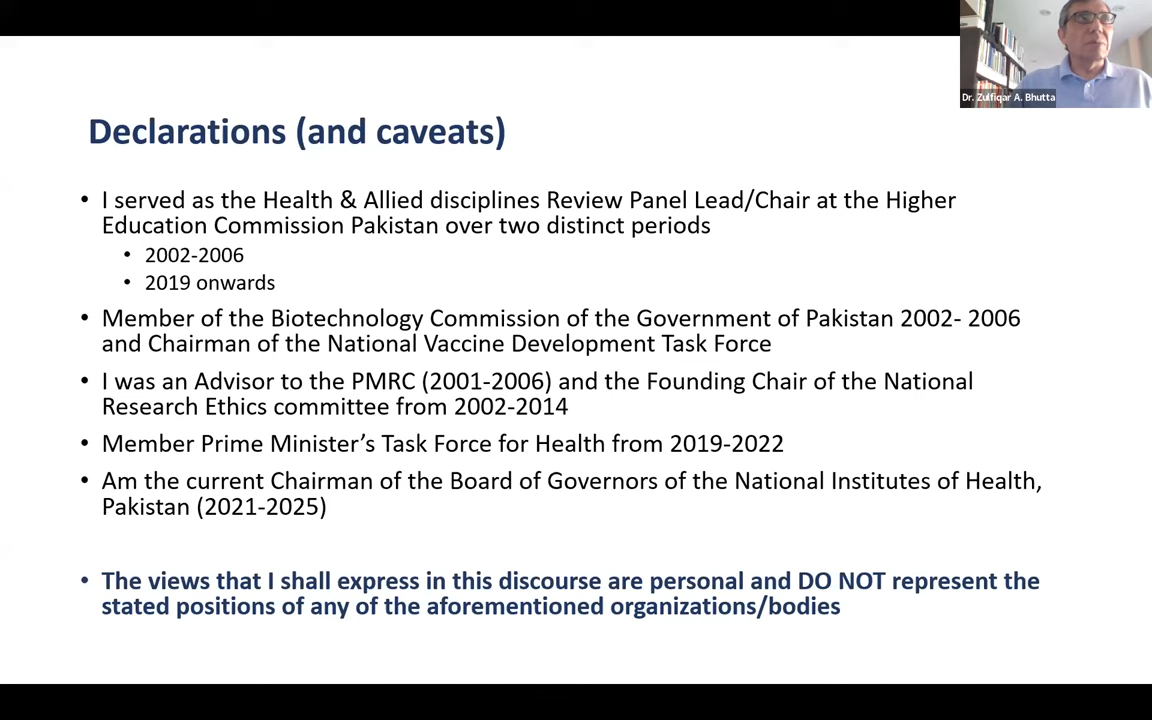 Dr. Zulfiqar A. Bhutta
Declarations (and caveats)
• I served as the Health & Allied disciplines Review Panel Lead/Chair at the Higher
Education Commission Pakistan over two distinct periods
• 2002-2006
• 2019 onwards
• Member of the Biotechnology Commission of the Government of Pakistan 2002- 2006
and Chairman of the National Vaccine Development Task Force
• I was an Advisor to the PMRC (2001-2006) and the Founding Chair of the National
Research Ethics committee from 2002-2014
• Member Prime Minister’s Task Force for Health from 2019-2022
• Am the current Chairman of the Board of Governors of the National Institutes of Health,
Pakistan (2021-2025)
• The views that I shall express in this discourse are personal and DO NOT represent the
stated positions of any of the aforementioned organizations/bodies